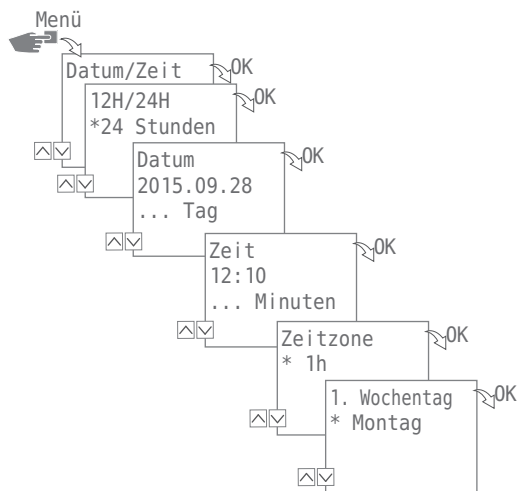 Menü
Datum/Zeit
OK
12H/24H
*24 Stunden
OK
Datum
2015.09.28
... Tag
OK
Zeit
12:10
... Minuten
OK
Zeitzone
* 1h
OK
1. Wochentag
* Montag
OK